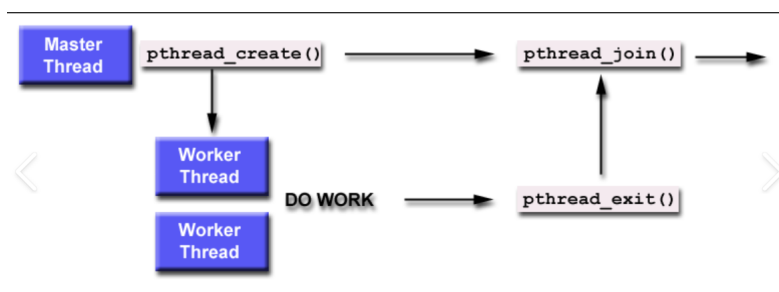 Master
Thread
pthread_create()
pthread_join()
Worker
Thread
DO WORK
pthread_exit()
Worker
Thread